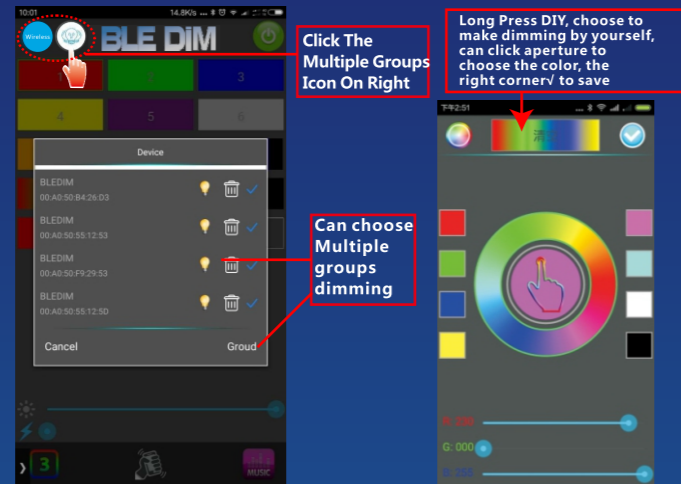 10:01
14.8K/s ...
Wireless
BLE DIM
1
2
3
4
5
6
Device
BLEDIM
00:A0:50:B4:26:D3
BLEDIM
00:A0:50:55:12:53
BLEDIM
00:A0:50:F9:29:53
BLEDIM
00:A0:50:55:12:5D
Cancel
Groud
3
MUSIC
Click The
Multiple Groups
Icon On Right
Can choose
Multiple
groups
dimming
Long Press DIY, choose to
make dimming by yourself,
can click aperture to
choose the color, the
right corner√ to save
下午2:51
...
G: 000